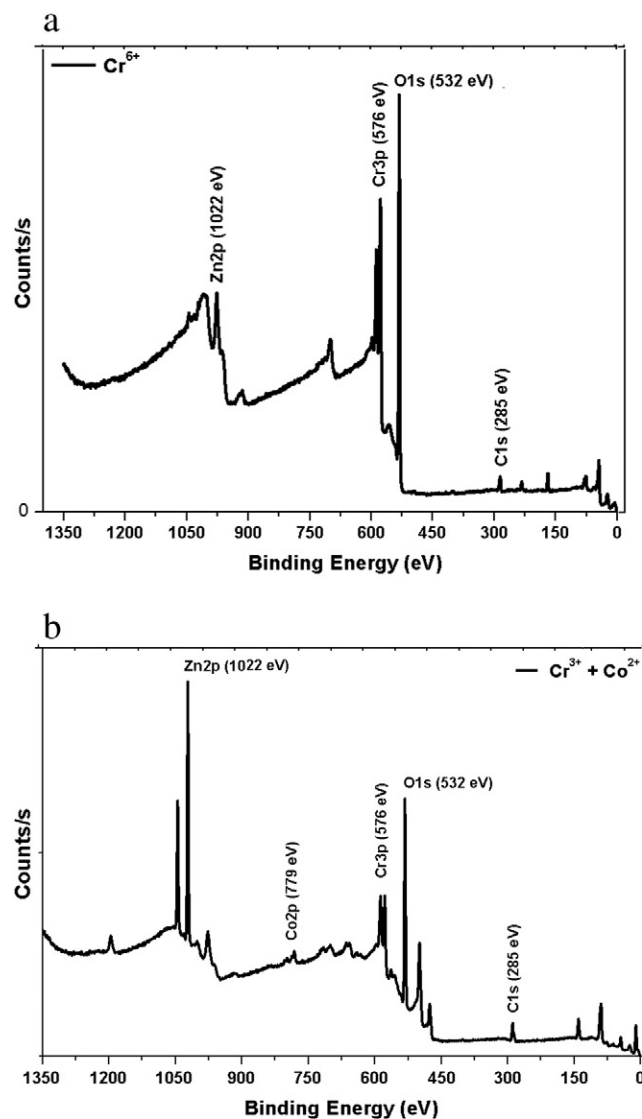 a
Cr6+
O1s (532 eV)
Cr3p (576 eV)
Zn2p (1022 eV)
C1s (285 eV)
Counts/s
0
1350 1200 1050 900 750 600 450 300 150 0
Binding Energy (eV)
b
Zn2p (1022 eV)
Cr3+ + Co2+
O1s (532 eV)
Cr3p (576 eV)
Co2p (779 eV)
C1s (285 eV)
Counts/s
1350 1200 1050 900 750 600 450 300 150 0
Binding Energy (eV)